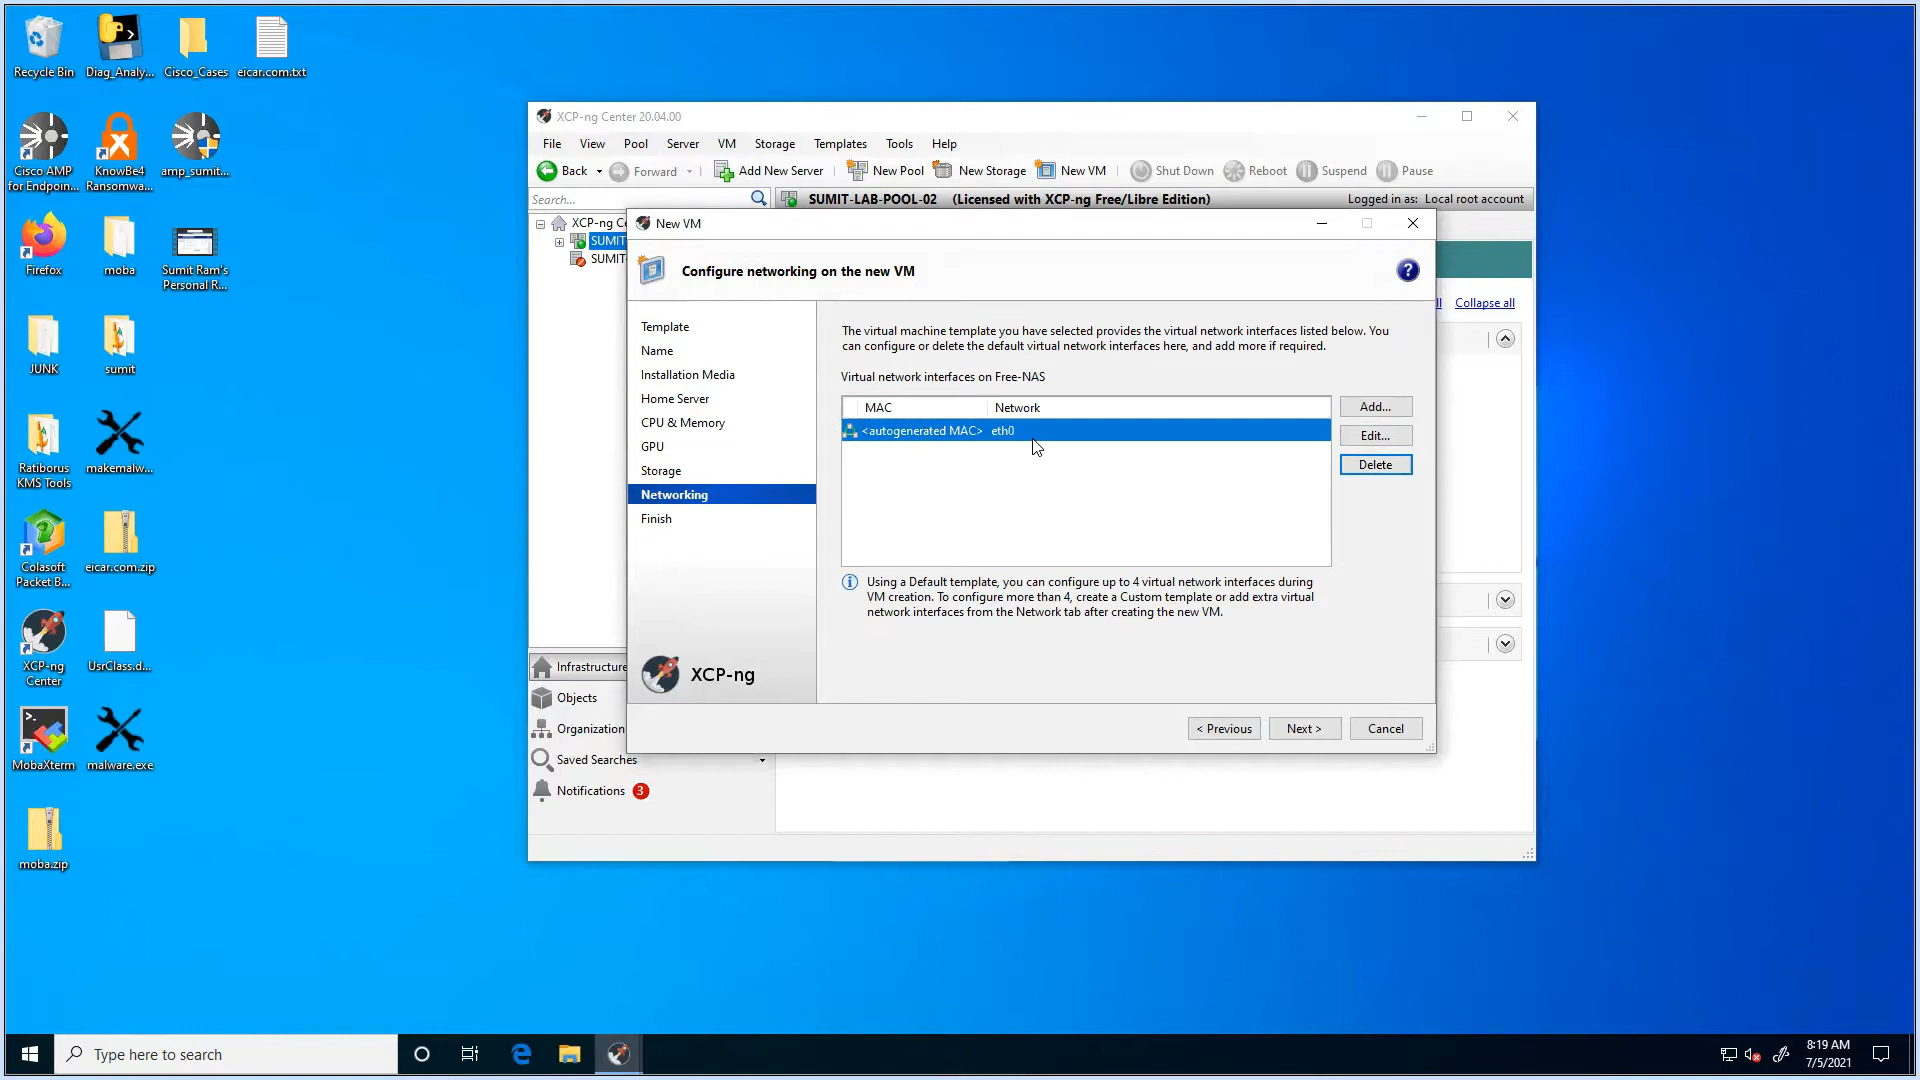 Recycle Bin
Diag_Analy...
Cisco_Cases
eicar.com.txt
Cisco AMP
for Endpoin...
KnowBe4
Ransomwa...
amp_sumit...
Firefox
moba
Sumit Ram's
Personal R...
JUNK
sumit
Ratiborus
KMS Tools
makemalw...
Colasoft
Packet B...
eicar.com.zip
XCP-ng
Center
UsrClass.d...
MobaXterm
malware.exe
moba.zip
XCP-ng Center 20.04.00
File View Pool Server VM Storage Templates Tools Help
Back Forward Add New Server New Pool New Storage New VM Shut Down Reboot Suspend Pause
Search...
SUMIT-LAB-POOL-02 (Licensed with XCP-ng Free/Libre Edition) Logged in as: Local root account
XCP-ng Ce
SUMIT
SUMIT-
Collapse all
Infrastructure
Objects
Organization
Saved Searches
Notifications 3
New VM
Configure networking on the new VM
?
Template
Name
Installation Media
Home Server
CPU & Memory
GPU
Storage
Networking
Finish
XCP-ng
The virtual machine template you have selected provides the virtual network interfaces listed below. You
can configure or delete the default virtual network interfaces here, and add more if required.
Virtual network interfaces on Free-NAS
MAC Network
<autogenerated MAC> eth0
Add...
Edit...
Delete
Using a Default template, you can configure up to 4 virtual network interfaces during
VM creation. To configure more than 4, create a Custom template or add extra virtual
network interfaces from the Network tab after creating the new VM.
< Previous Next > Cancel
Type here to search
8:19 AM
7/5/2021